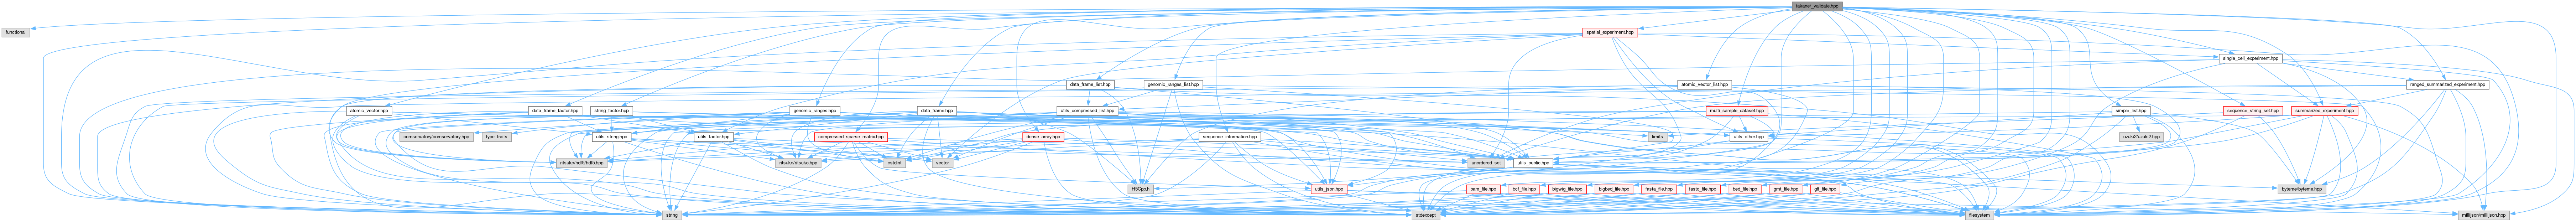 takane/_validate.hpp
functional
spatial_experiment.hpp
single_cell_experiment.hpp
data_frame_list.hpp
genomic_ranges_list.hpp
atomic_vector_list.hpp
ranged_summarized_experiment.hpp
atomic_vector.hpp
data_frame_factor.hpp
string_factor.hpp
genomic_ranges.hpp
data_frame.hpp
utils_compressed_list.hpp
multi_sample_dataset.hpp
simple_list.hpp
sequence_string_set.hpp
summarized_experiment.hpp
comservatory/comservatory.hpp
type_traits
utils_string.hpp
utils_factor.hpp
compressed_sparse_matrix.hpp
dense_array.hpp
sequence_information.hpp
limits
utils_other.hpp
uzuki2/uzuki2.hpp
ritsuko/hdf5/hdf5.hpp
ritsuko/ritsuko.hpp
cstdint
vector
unordered_set
utils_public.hpp
H5Cpp.h
utils_json.hpp
bam_file.hpp
bcf_file.hpp
bigwig_file.hpp
bigbed_file.hpp
fasta_file.hpp
fastq_file.hpp
bed_file.hpp
gmt_file.hpp
gff_file.hpp
byteme/byteme.hpp
string
stdexcept
filesystem
millijson/millijson.hpp